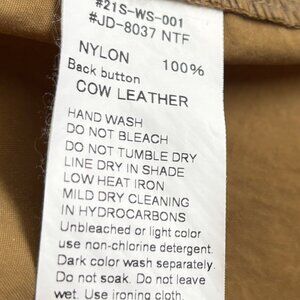 #21S-WS-001
#JD-8037 NTF
NYLON 100%
Back button
COW LEATHER
HAND WASH
DO NOT BLEACH
DO NOT TUMBLE DRY
LINE DRY IN SHADE
LOW HEAT IRON
MILD DRY CLEANING
IN HYDROCARBONS
Unbleached or light color
use non-chlorine detergent.
Dark color wash separately.
Do not soak. Do not leave
wet. Use ironing cloth